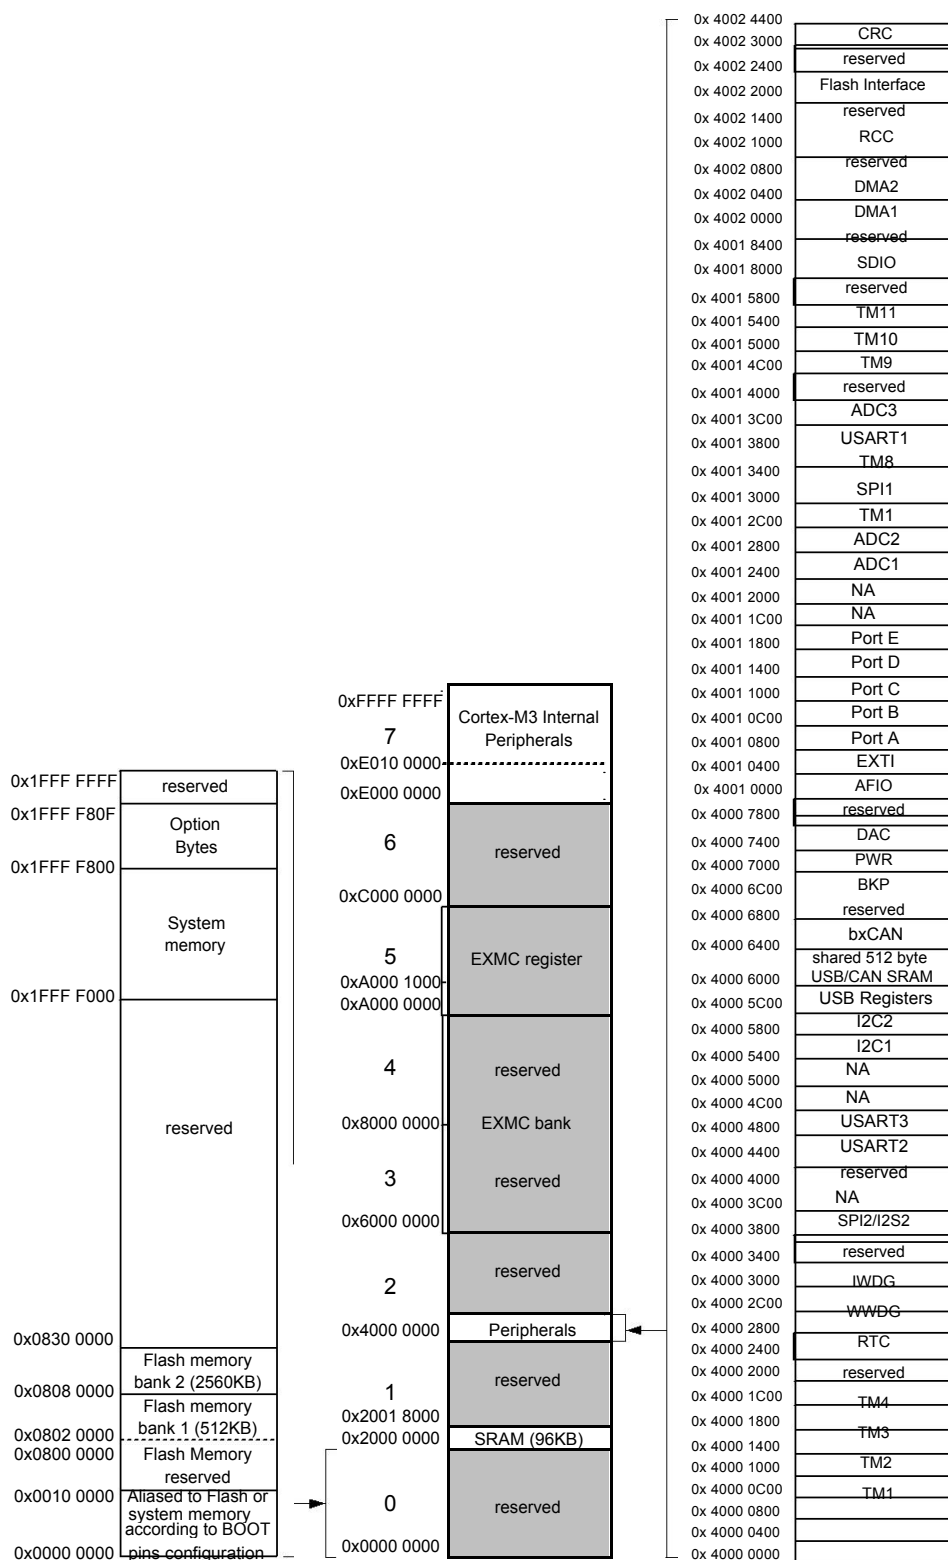 0x1FFF FFFF
reserved
0x1FFF F80F
Option
Bytes
0x1FFF F800
System
memory
0x1FFF F000
reserved
0x0830 0000
Flash memory
bank 2 (2560KB)
0x0808 0000
Flash memory
bank 1 (512KB)
0x0802 0000
0x0800 0000
Flash Memory
reserved
0x0010 0000
Aliased to Flash or
system memory
according to BOOT
pins configuration
0x0000 0000
0xFFFF FFFF
Cortex-M3 Internal
Peripherals
7
0xE010 0000
0xE000 0000
6
reserved
0xC000 0000
5
EXMC register
0xA000 1000
0xA000 0000
4
reserved
0x8000 0000
EXMC bank
3
reserved
0x6000 0000
reserved
2
0x4000 0000
Peripherals
reserved
1
0x2001 8000
0x2000 0000
SRAM (96KB)
0
reserved
0x0000 0000
0x 4002 4400
CRC
0x 4002 3000
reserved
0x 4002 2400
Flash Interface
0x 4002 2000
reserved
0x 4002 1400
RCC
0x 4002 1000
reserved
0x 4002 0800
DMA2
0x 4002 0400
DMA1
0x 4002 0000
reserved
0x 4001 8400
SDIO
0x 4001 8000
reserved
0x 4001 5800
TM11
0x 4001 5400
TM10
0x 4001 5000
TM9
0x 4001 4C00
reserved
0x 4001 4000
ADC3
0x 4001 3C00
USART1
0x 4001 3800
TM8
0x 4001 3400
SPI1
0x 4001 3000
TM1
0x 4001 2C00
ADC2
0x 4001 2800
ADC1
0x 4001 2400
NA
0x 4001 2000
NA
0x 4001 1C00
Port E
0x 4001 1800
Port D
0x 4001 1400
Port C
0x 4001 1000
Port B
0x 4001 0C00
Port A
0x 4001 0800
EXTI
0x 4001 0400
AFIO
0x 4001 0000
reserved
0x 4000 7800
DAC
0x 4000 7400
PWR
0x 4000 7000
BKP
0x 4000 6C00
reserved
0x 4000 6800
bxCAN
0x 4000 6400
shared 512 byte
USB/CAN SRAM
0x 4000 6000
USB Registers
0x 4000 5C00
I2C2
0x 4000 5800
I2C1
0x 4000 5400
NA
0x 4000 5000
NA
0x 4000 4C00
USART3
0x 4000 4800
USART2
0x 4000 4400
reserved
0x 4000 4000
NA
0x 4000 3C00
SPI2/I2S2
0x 4000 3800
reserved
0x 4000 3400
IWDG
0x 4000 3000
WWDG
0x 4000 2C00
0x 4000 2800
RTC
0x 4000 2400
reserved
0x 4000 2000
TM4
0x 4000 1C00
0x 4000 1800
TM3
0x 4000 1400
TM2
0x 4000 1000
TM1
0x 4000 0C00
0x 4000 0800
0x 4000 0400
0x 4000 0000